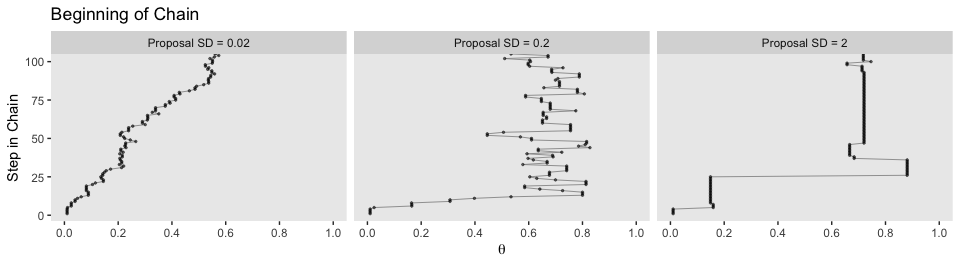 Beginning of Chain
Proposal SD = 0.02
Proposal SD = 0.2
Proposal SD = 2
Step in Chain
100
75
50
25
0
0.0 0.2 0.4 0.6 0.8 1.0
0.0 0.2 0.4 0.6 0.8 1.0
0.0 0.2 0.4 0.6 0.8 1.0
θ